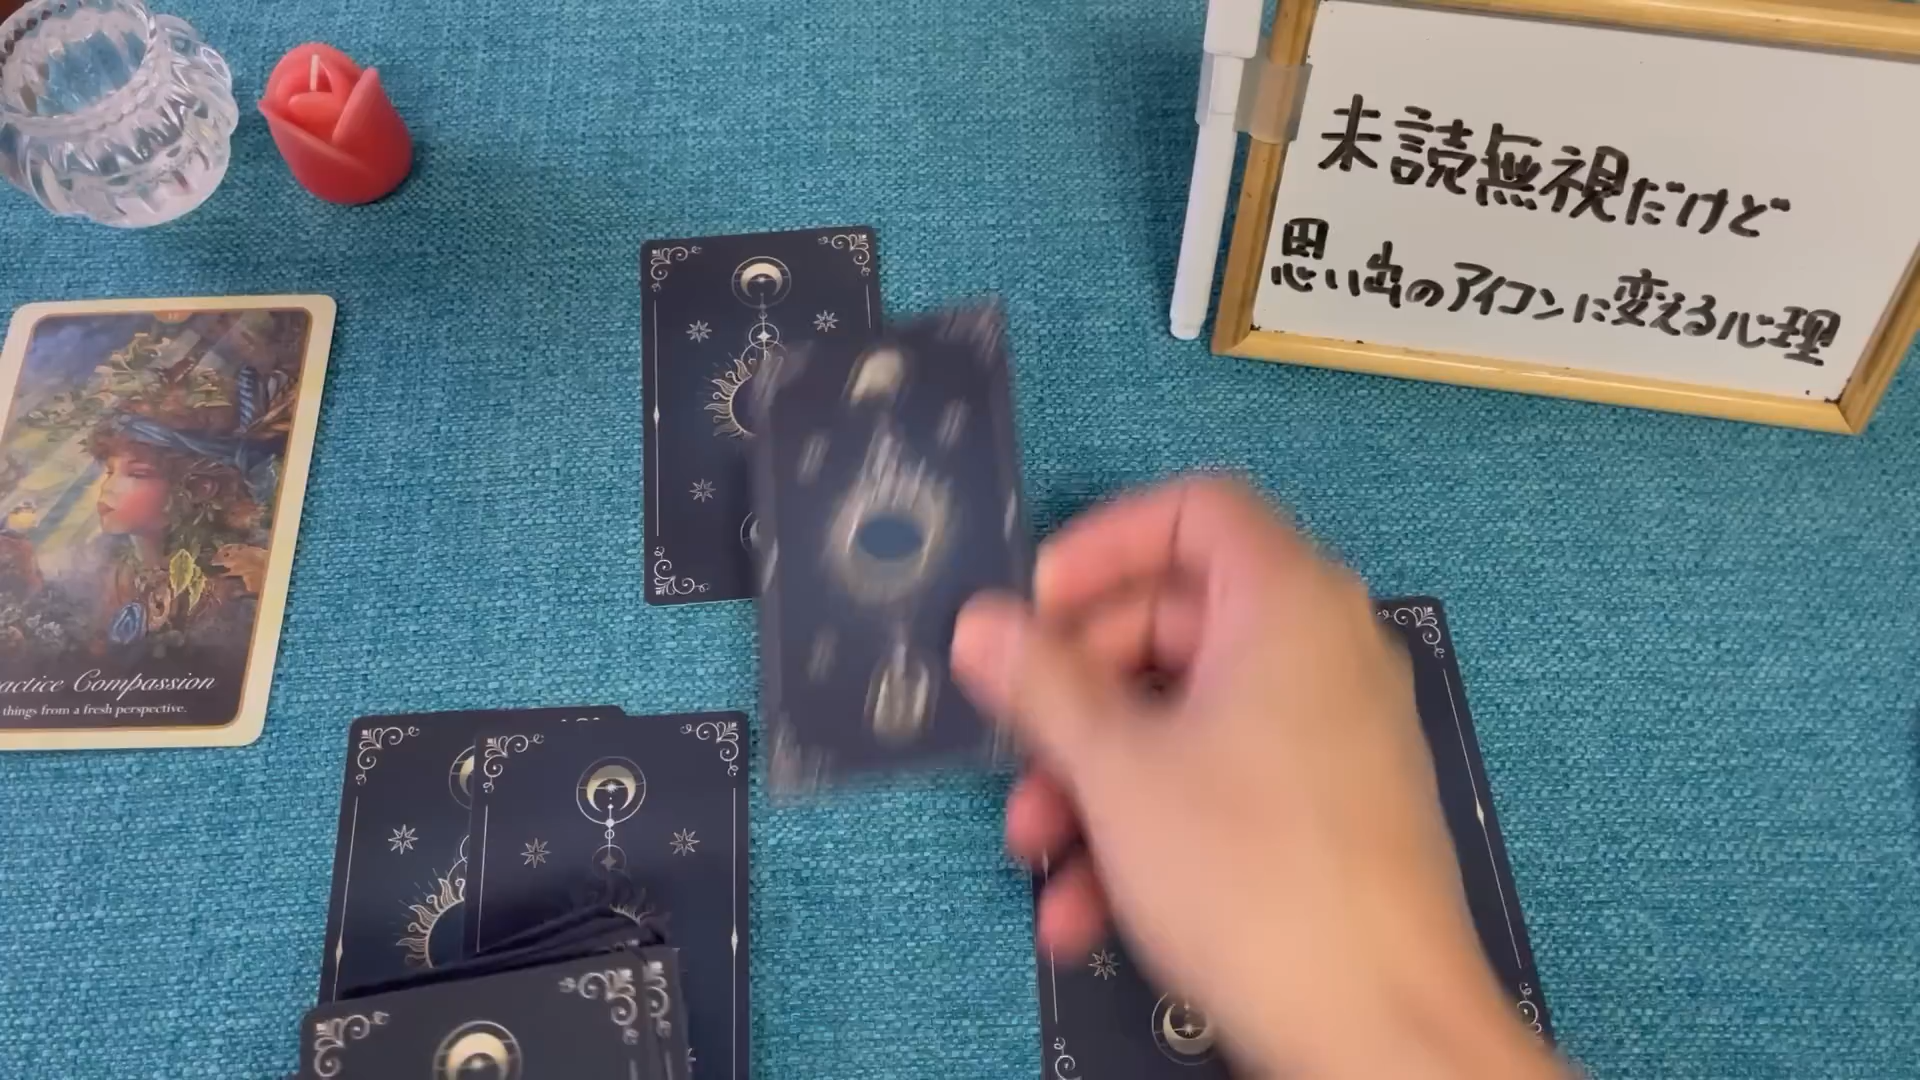 未読無視だけど
思い出のアイコンに変える心理
actice Compassion
things from a fresh perspective.